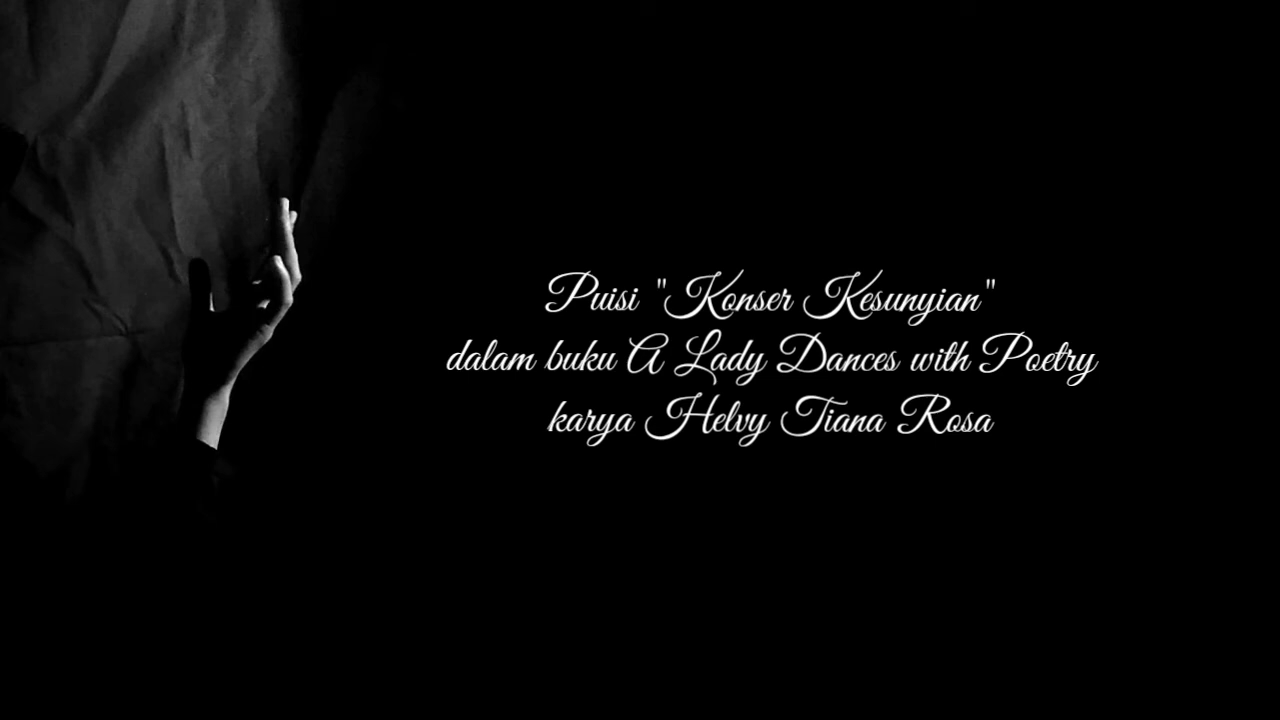 Puisi "Konser Kesunyian"
dalam buku A Lady Dances with Poetry
karya Helvy Tiana Rosa